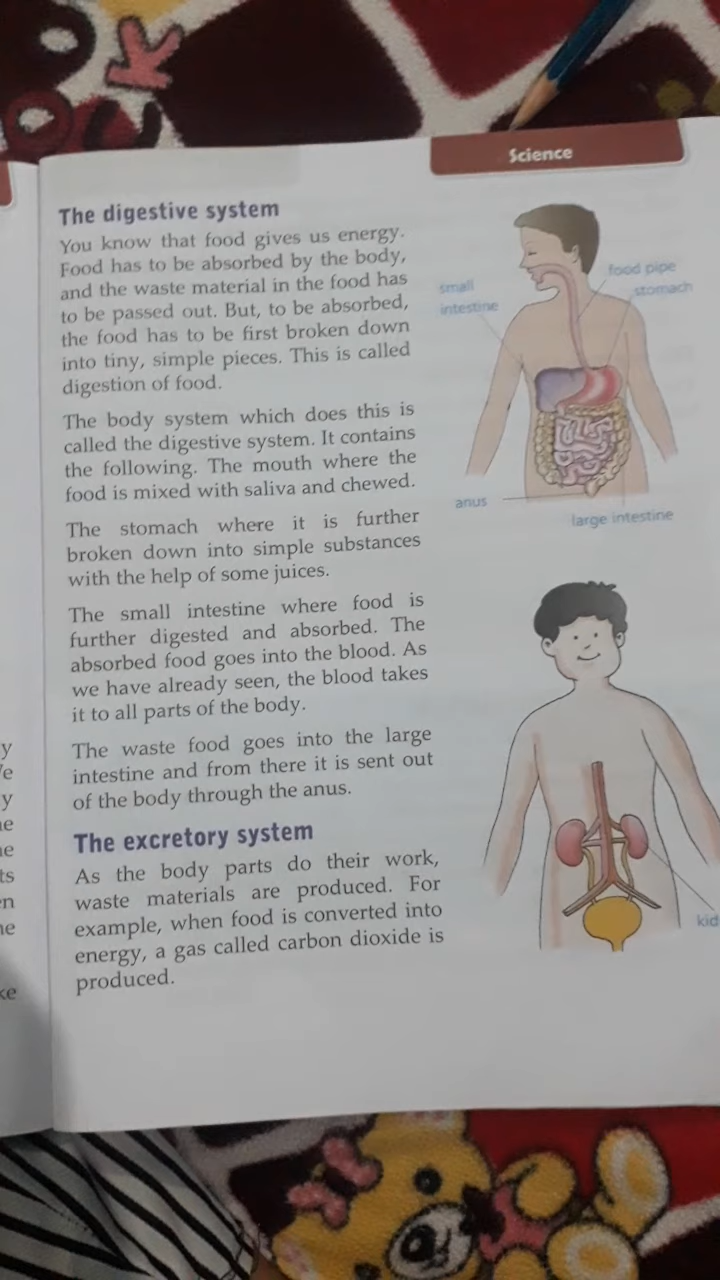 Science
The digestive system
You know that food gives us energy.
Food has to be absorbed by the body,
and the waste material in the food has
to be passed out. But, to be absorbed,
the food has to be first broken down
into tiny, simple pieces. This is called
digestion of food.
The body system which does this is
called the digestive system. It contains
the following. The mouth where the
food is mixed with saliva and chewed.
The stomach where it is further
broken down into simple substances
with the help of some juices.
The small intestine where food is
further digested and absorbed. The
absorbed food goes into the blood. As
we have already seen, the blood takes
it to all parts of the body.
The waste food goes into the large
intestine and from there it is sent out
of the body through the anus.
The excretory system
As the body parts do their work,
waste materials are produced. For
example, when food is converted into
energy, a gas called carbon dioxide is
produced.
food pipe
stomach
small
intestine
anus
large intestine
kid